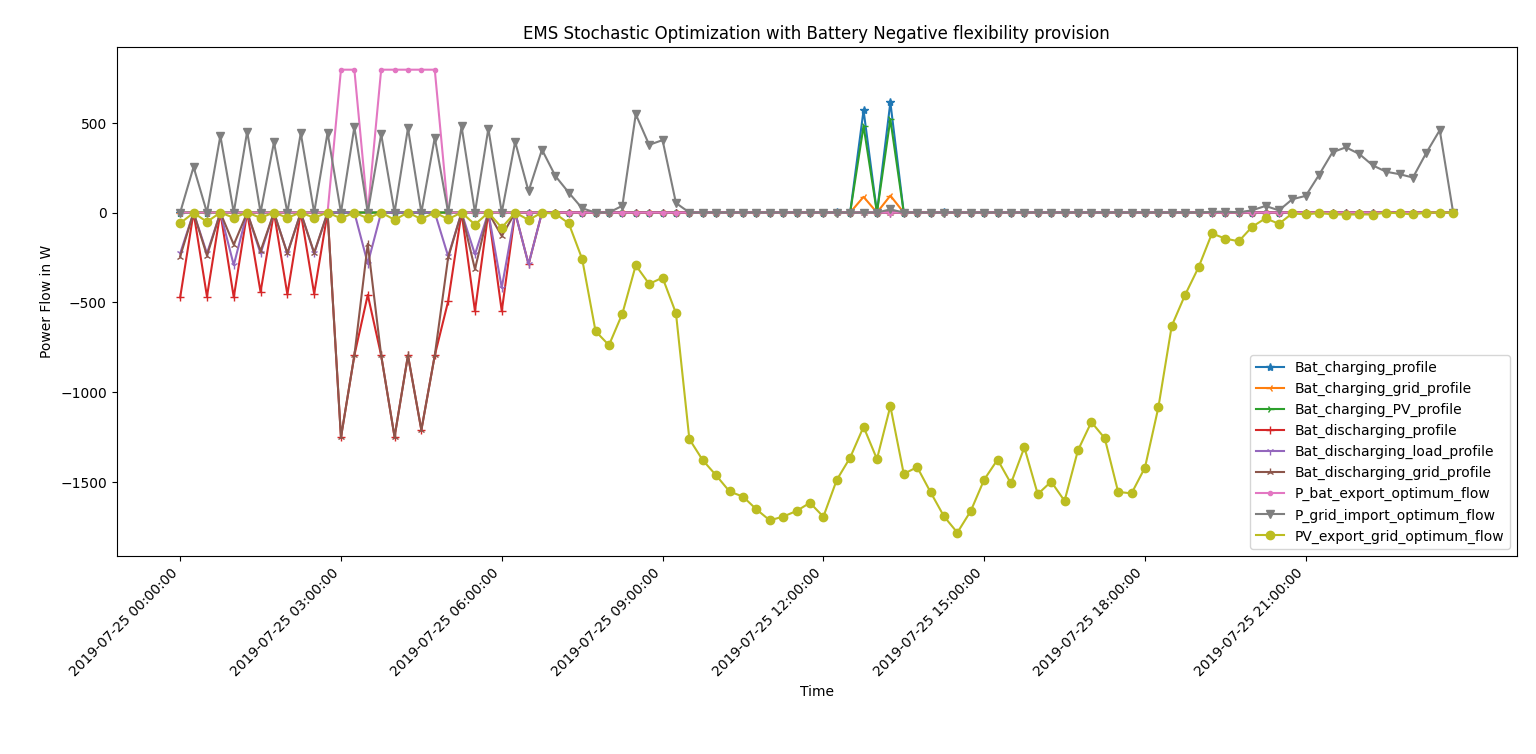 EMS Stochastic Optimization with Battery Negative flexibility provision
Power Flow in W
500
0
−500
−1000
−1500
Bat_charging_profile
Bat_charging_grid_profile
Bat_charging_PV_profile
Bat_discharging_profile
Bat_discharging_load_profile
Bat_discharging_grid_profile
P_bat_export_optimum_flow
P_grid_import_optimum_flow
PV_export_grid_optimum_flow
2019-07-25 00:00:00
2019-07-25 03:00:00
2019-07-25 06:00:00
2019-07-25 09:00:00
2019-07-25 12:00:00
2019-07-25 15:00:00
2019-07-25 18:00:00
2019-07-25 21:00:00
Time